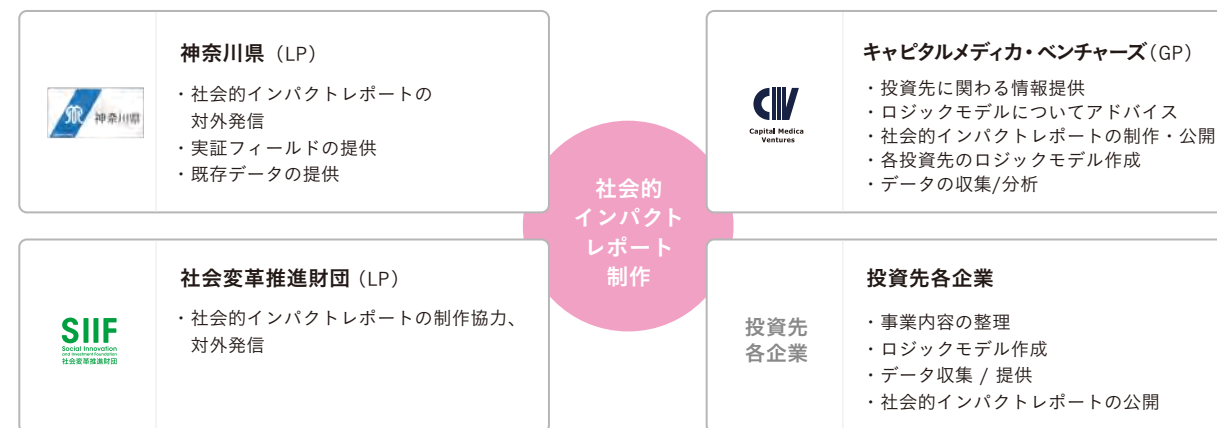 神奈川県
神奈川県 (LP)
・社会的インパクトレポートの
対外発信
・実証フィールドの提供
・既存データの提供
CMV
Capital Medica
Ventures
キャピタルメディカ・ベンチャーズ(GP)
・投資先に関わる情報提供
・ロジックモデルについてアドバイス
・社会的インパクトレポートの制作・公開
・各投資先のロジックモデル作成
・データの収集/分析
社会的
インパクト
レポート
制作
SIIF
Social Innovation
and Investment Foundation
社会変革推進財団
社会変革推進財団 (LP)
・社会的インパクトレポートの制作協力、
対外発信
投資先
各企業
投資先各企業
・事業内容の整理
・ロジックモデル作成
・データ収集 / 提供
・社会的インパクトレポートの公開